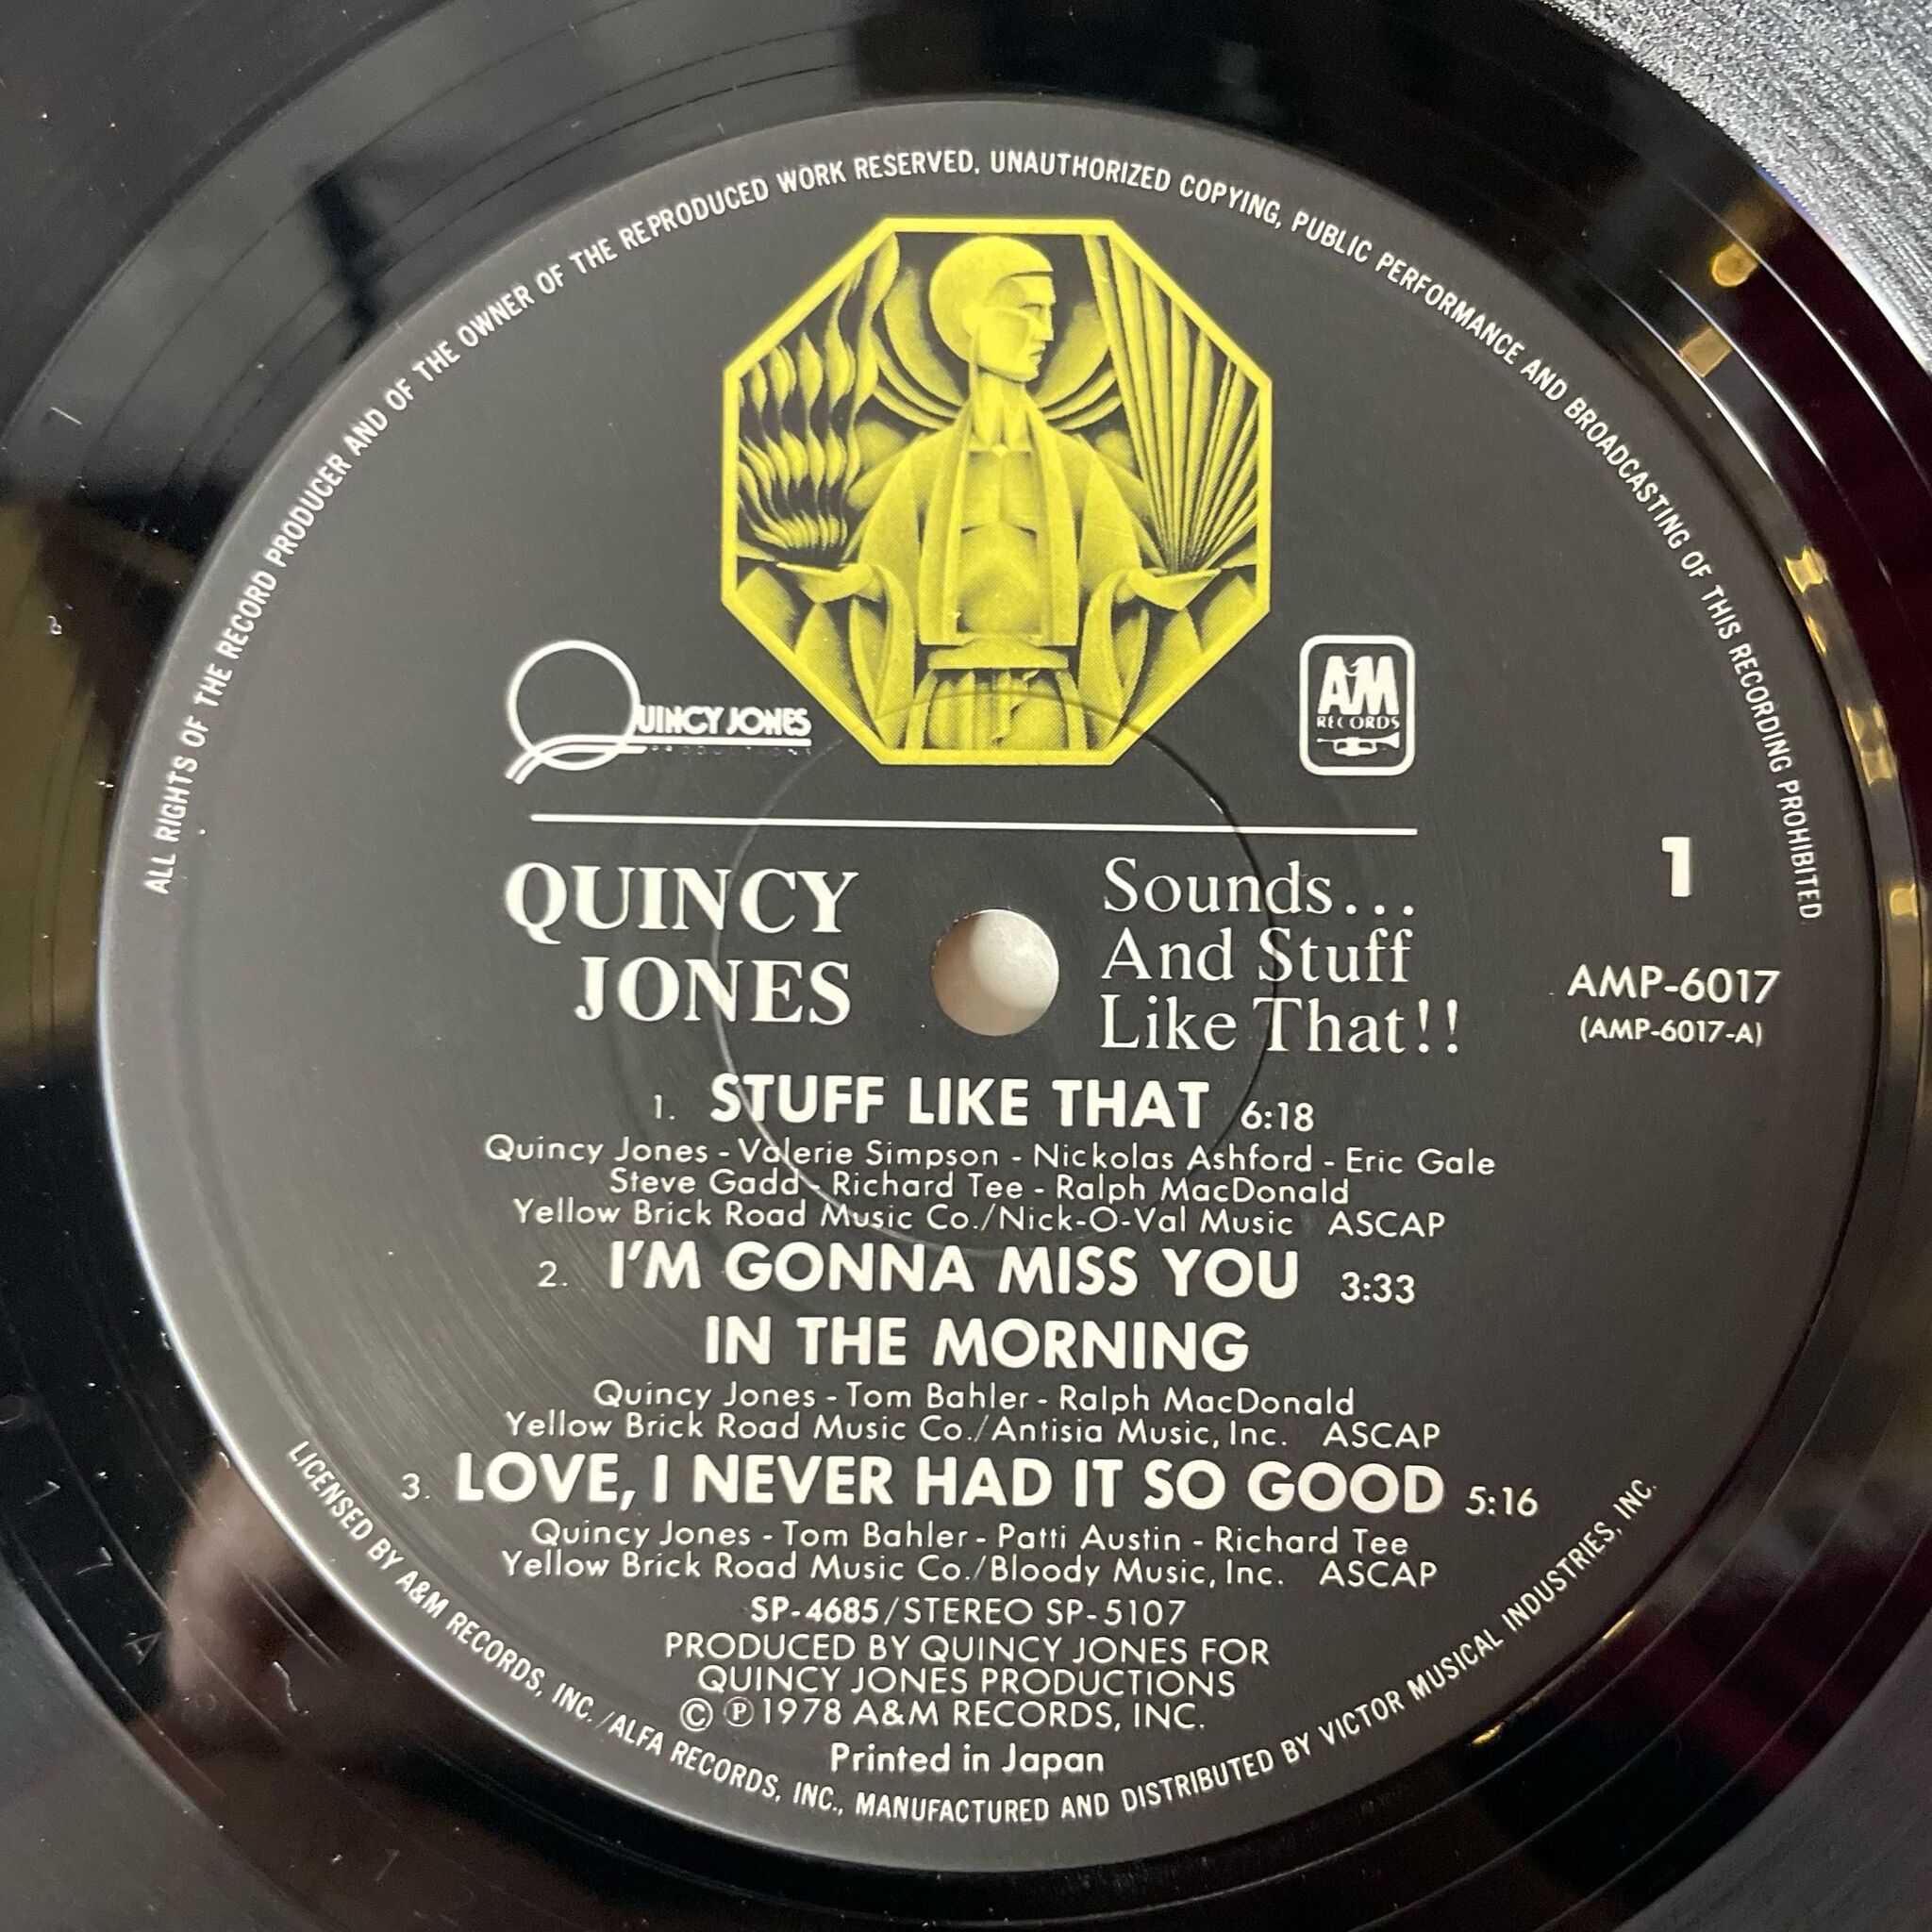 ALL RIGHTS OF THE RECORD PRODUCER AND OF THE OWNER OF THE REPRODUCED WORK RESERVED. UNAUTHORIZED COPYING, PUBLIC PERFORMANCE AND BROADCASTING OF THIS RECORDING PROHIBITED.
QUINCY JONES
PRODUCTIONS
A&M
RECORDS
QUINCY
JONES
Sounds...
And Stuff
Like That!!
1
AMP-6017
(AMP-6017-A)
1. STUFF LIKE THAT 6:18
Quincy Jones - Valerie Simpson - Nickolas Ashford - Eric Gale
Steve Gadd - Richard Tee - Ralph MacDonald
Yellow Brick Road Music Co./Nick-O-Val Music ASCAP
2. I'M GONNA MISS YOU 3:33
IN THE MORNING
Quincy Jones - Tom Bahler - Ralph MacDonald
Yellow Brick Road Music Co./Antisia Music, Inc. ASCAP
3. LOVE, I NEVER HAD IT SO GOOD 5:16
Quincy Jones - Tom Bahler - Patti Austin - Richard Tee
Yellow Brick Road Music Co./Bloody Music, Inc. ASCAP
SP-4685/STEREO SP-5107
PRODUCED BY QUINCY JONES FOR
QUINCY JONES PRODUCTIONS
© ℗ 1978 A&M RECORDS, INC.
Printed in Japan
LICENSED BY A&M RECORDS, INC./ALFA RECORDS, INC., MANUFACTURED AND DISTRIBUTED BY VICTOR MUSICAL INDUSTRIES, INC.